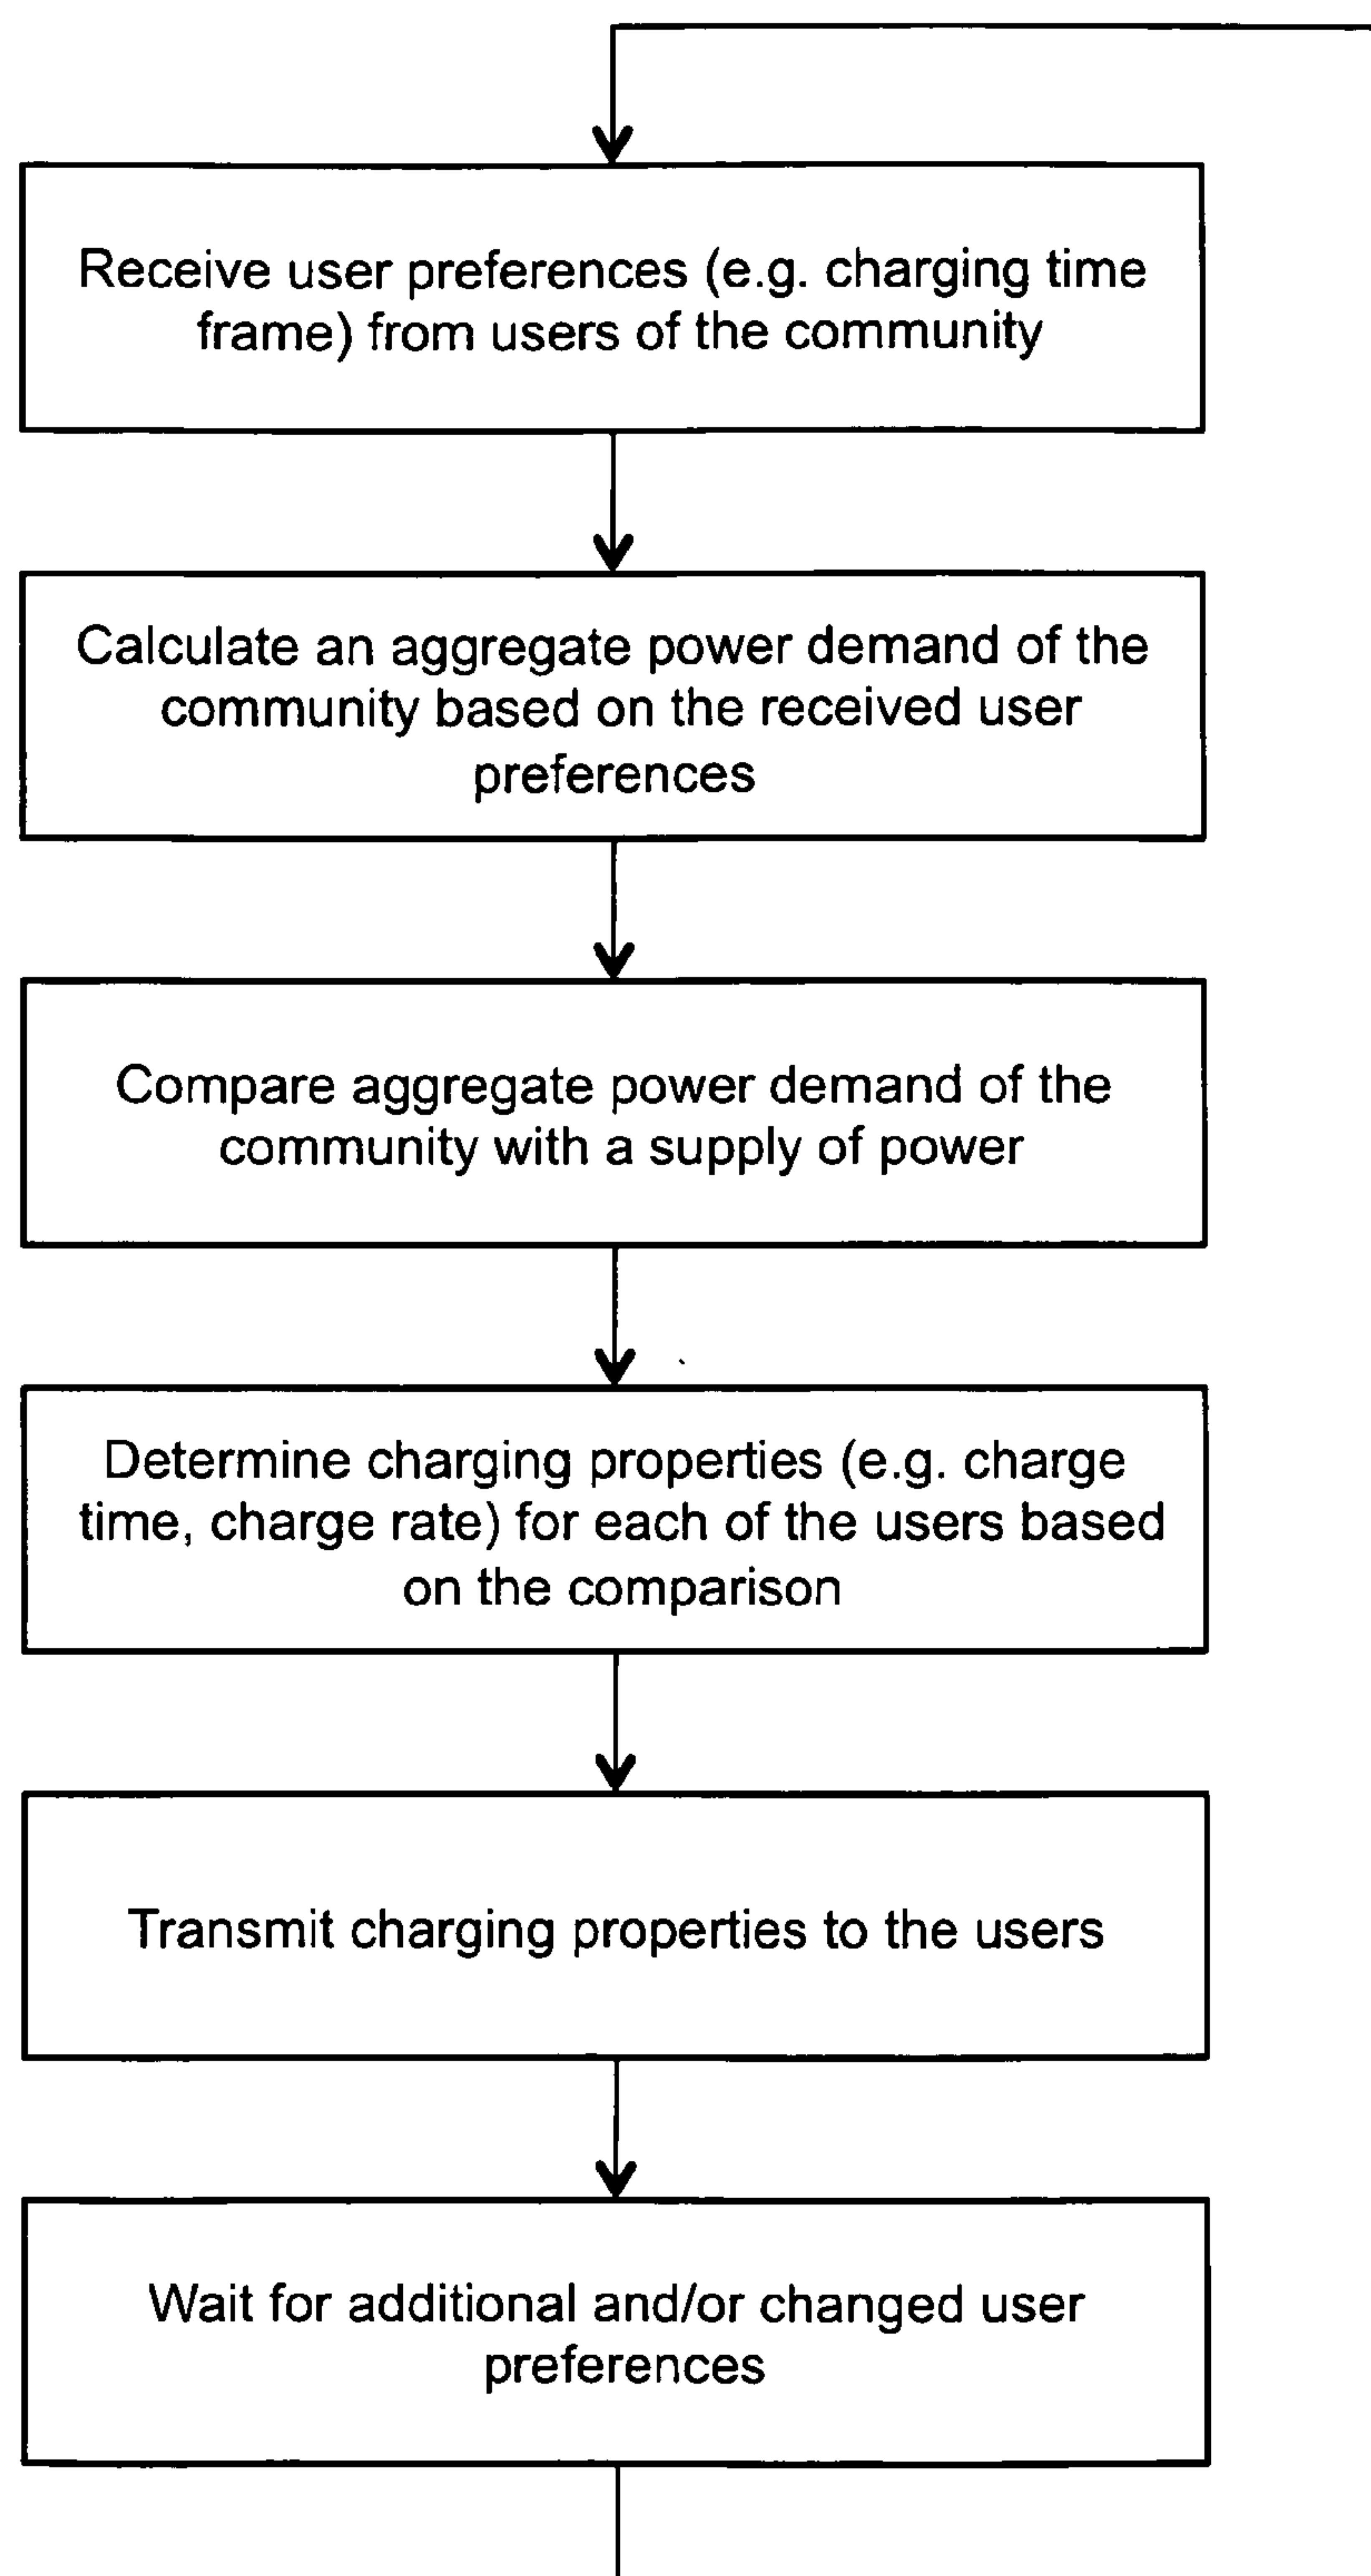 Receive user preferences (e.g. charging time
frame) from users of the community
Calculate an aggregate power demand of the
community based on the received user
preferences
Compare aggregate power demand of the
community with a supply of power
Determine charging properties (e.g. charge
time, charge rate) for each of the users based
on the comparison
Transmit charging properties to the users
Wait for additional and/or changed user
preferences